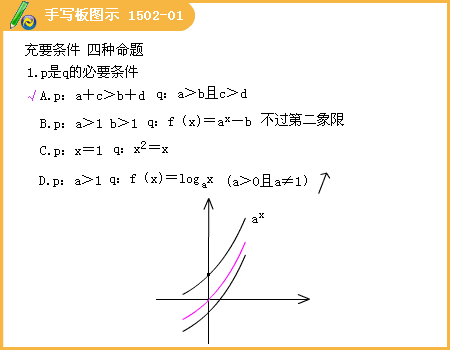 手写板图示 1502-01
充要条件 四种命题
1.p是q的必要条件
√A.p: a＋c＞b＋d q: a＞b且c＞d
B.p: a＞1 b＞1 q: f (x)＝aˣ－b 不过第二象限
C.p: x＝1 q: x²＝x
D.p: a＞1 q: f (x)＝logₐx (a＞0且a≠1) ↗
aˣ